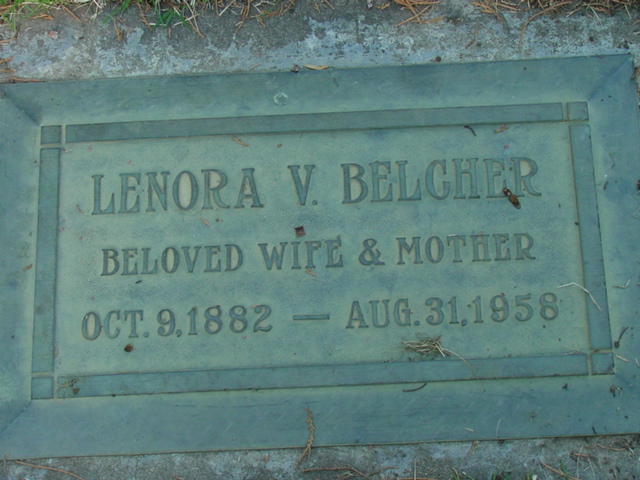 LENORA V. BELCHER
BELOVED WIFE & MOTHER
OCT. 9, 1882 — AUG. 31, 1958